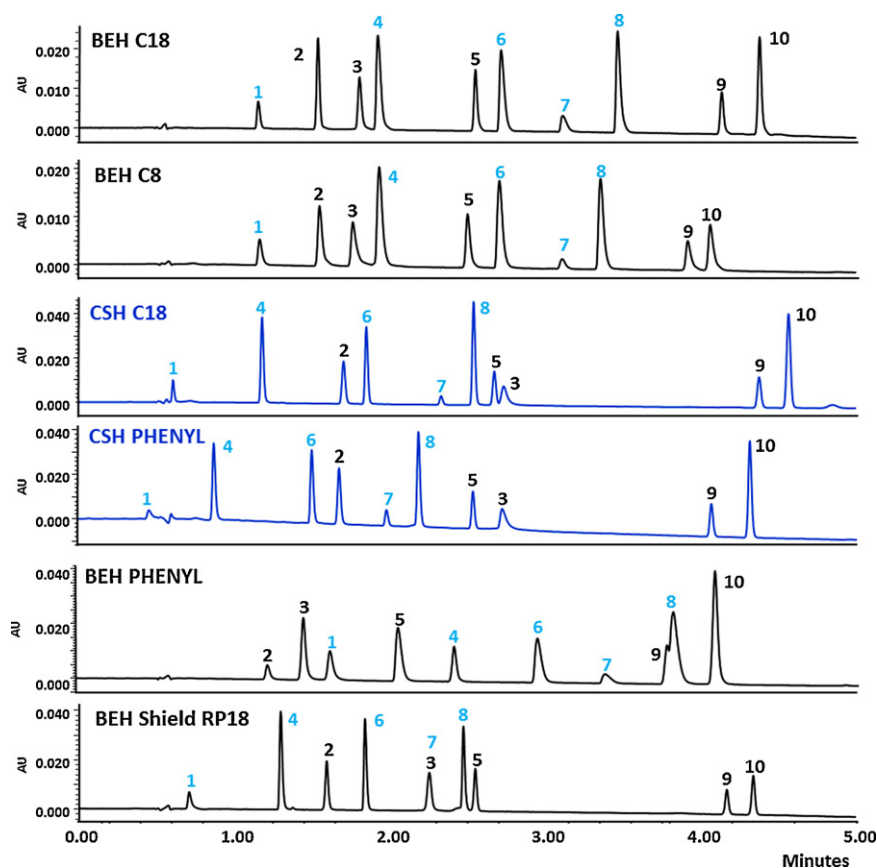 BEH C18
1 2 3 4 5 6 7 8 9 10
AU
0.020
0.010
0.000
BEH C8
1 2 3 4 5 6 7 8 9 10
AU
0.020
0.010
0.000
CSH C18
1 4 2 6 7 8 5 3 9 10
AU
0.040
0.020
0.000
CSH PHENYL
1 4 6 2 7 8 5 3 9 10
AU
0.040
0.020
0.000
BEH PHENYL
2 3 1 5 4 6 7 9 8 10
AU
0.040
0.020
0.000
BEH Shield RP18
1 4 2 6 7 3 8 5 9 10
AU
0.040
0.020
0.000
0.00 1.00 2.00 3.00 4.00 5.00
Minutes